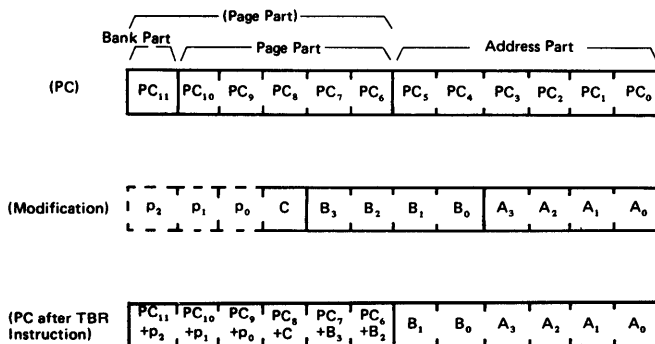 (Page Part)
Bank Part Page Part Address Part
(PC) PC₁₁ PC₁₀ PC₉ PC₈ PC₇ PC₆ PC₅ PC₄ PC₃ PC₂ PC₁ PC₀
(Modification) p₂ p₁ p₀ C B₃ B₂ B₁ B₀ A₃ A₂ A₁ A₀
(PC after TBR PC₁₁ PC₁₀ PC₉ PC₈ PC₇ PC₆ B₁ B₀ A₃ A₂ A₁ A₀
Instruction) +p₂ +p₁ +p₀ +C +B₃ +B₂